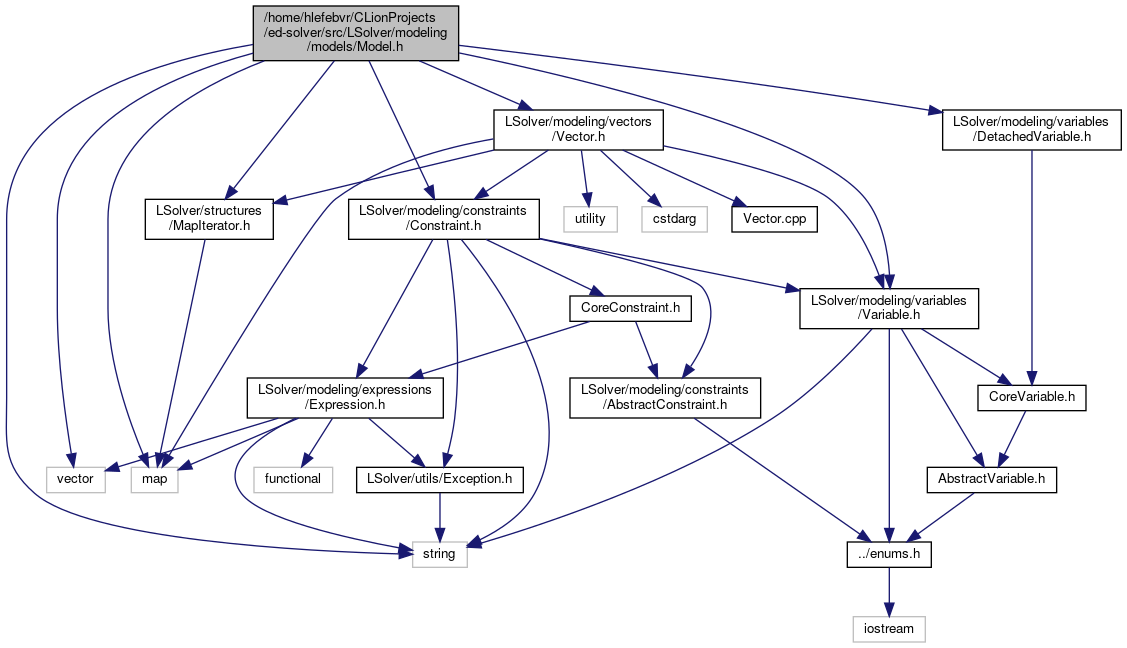 /home/hlefebvr/CLionProjects
/ed-solver/src/LSolver/modeling
/models/Model.h
LSolver/modeling/vectors
/Vector.h
LSolver/modeling/variables
/DetachedVariable.h
LSolver/structures
/MapIterator.h
LSolver/modeling/constraints
/Constraint.h
utility
cstdarg
Vector.cpp
CoreConstraint.h
LSolver/modeling/variables
/Variable.h
LSolver/modeling/expressions
/Expression.h
LSolver/modeling/constraints
/AbstractConstraint.h
CoreVariable.h
vector
map
functional
LSolver/utils/Exception.h
AbstractVariable.h
string
../enums.h
iostream